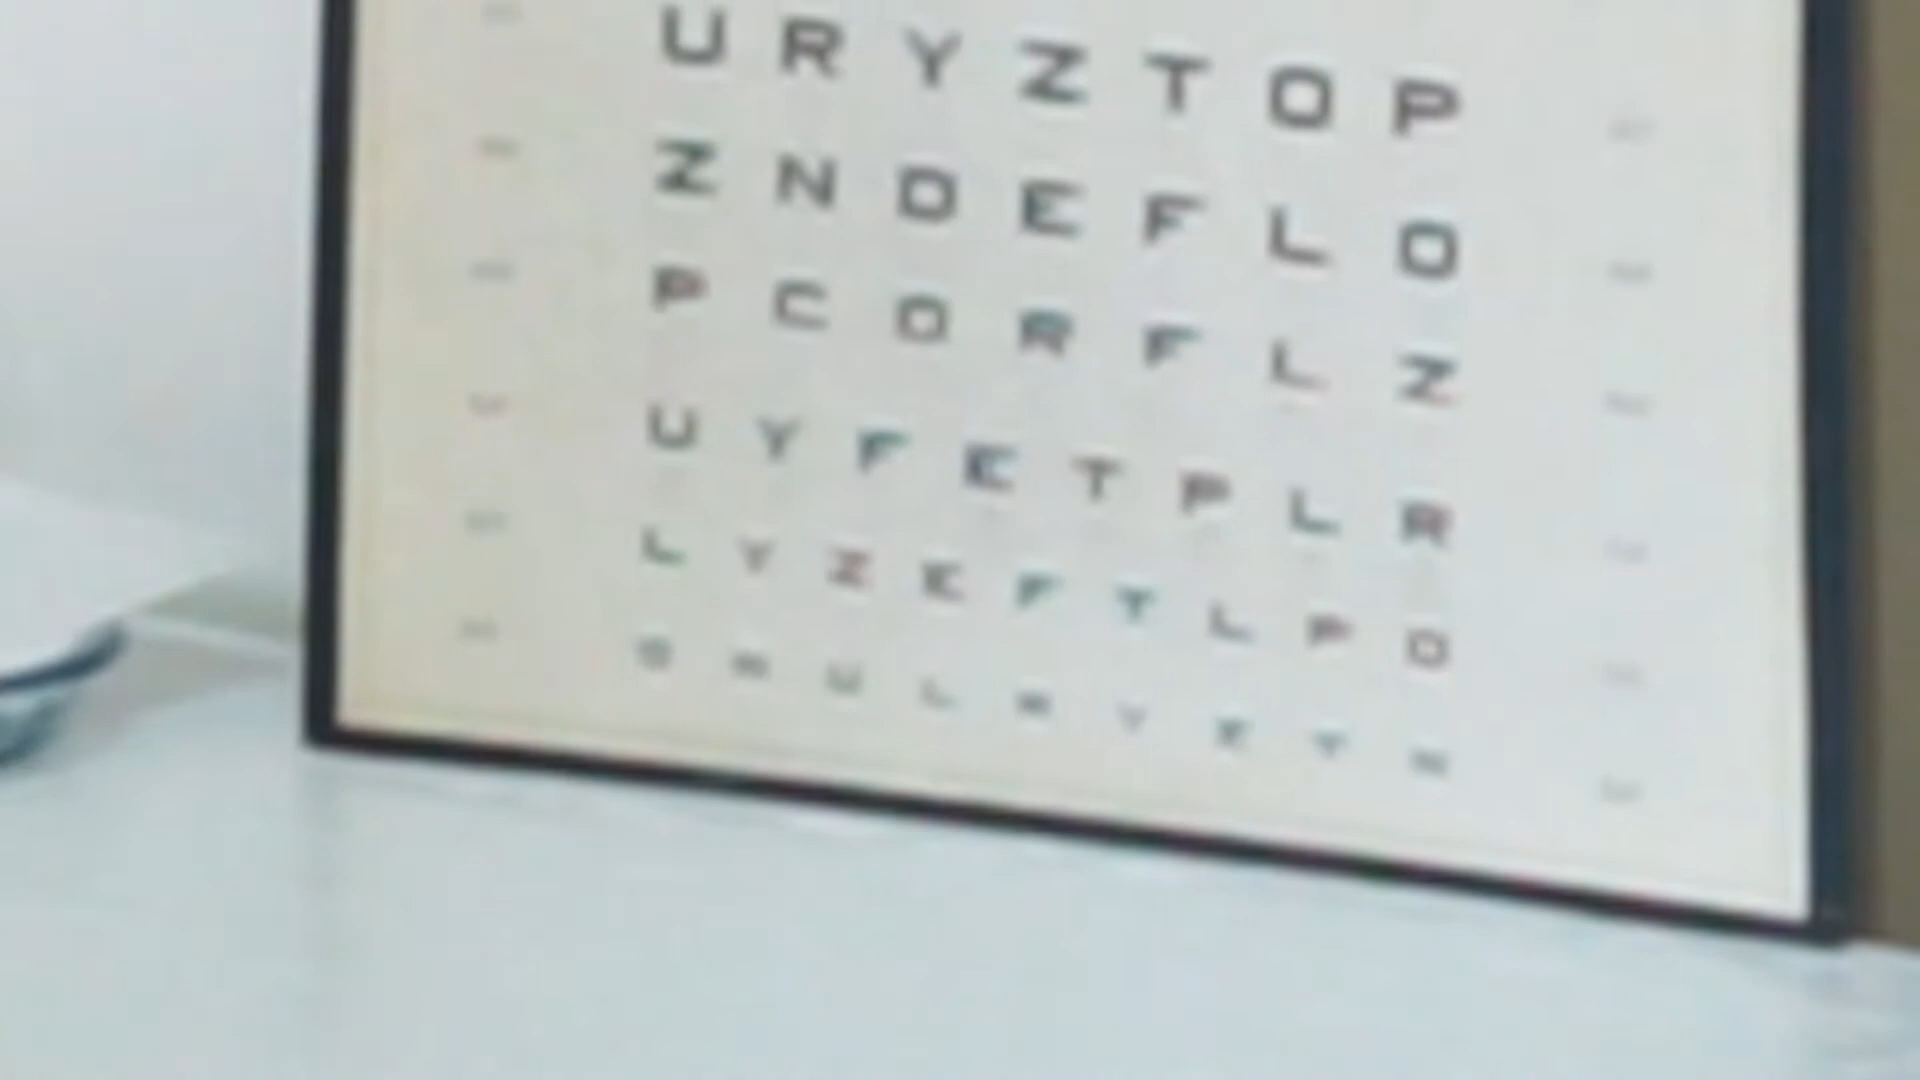 U R Y Z T O P
Z N D E F L O
P C O R F L Z
U Y F E T P L R
L Y Z E F T L P O